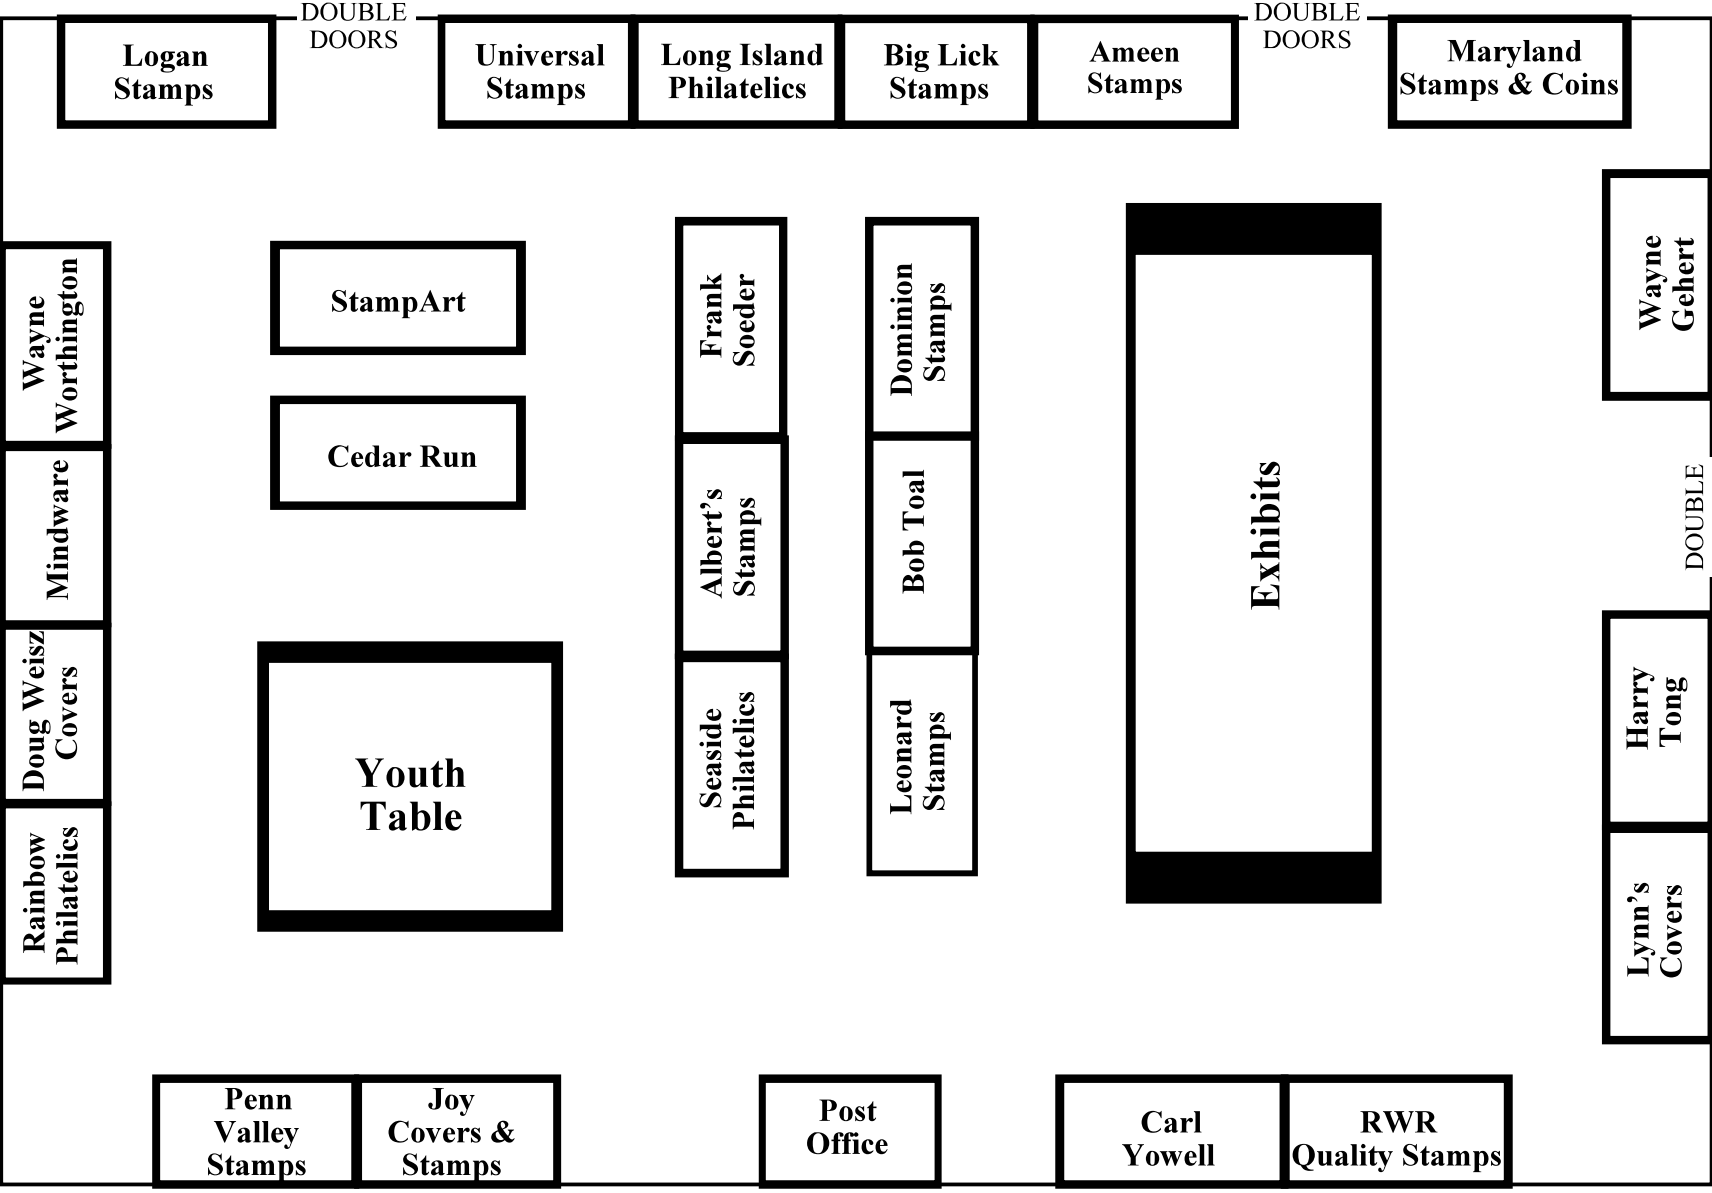 DOUBLE
DOORS
DOUBLE
DOORS
Logan
Stamps
Universal
Stamps
Long Island
Philatelics
Big Lick
Stamps
Ameen
Stamps
Maryland
Stamps & Coins
Wayne
Worthington
StampArt
Frank
Soeder
Dominion
Stamps
Wayne
Gehert
Cedar Run
Mindware
Albert’s
Stamps
Bob Toal
Exhibits
DOUBLE
Doug Weisz
Covers
Youth
Table
Seaside
Philatelics
Leonard
Stamps
Harry
Tong
Rainbow
Philatelics
Lynn’s
Covers
Penn
Valley
Stamps
Joy
Covers &
Stamps
Post
Office
Carl
Yowell
RWR
Quality Stamps